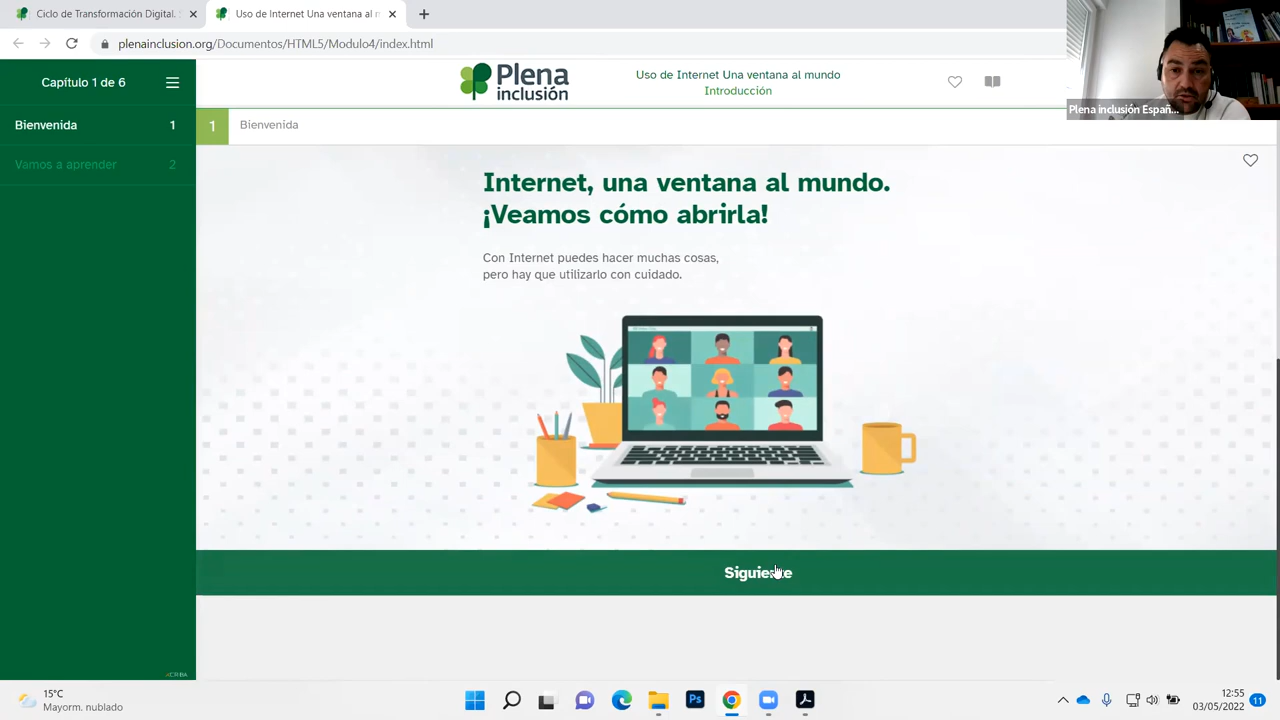 Ciclo de Transformación Digital.
Uso de Internet Una ventana al m
plenainclusion.org/Documentos/HTML5/Modulo4/index.html
Plena inclusión Españ...
Capítulo 1 de 6
Plena
inclusión
Uso de Internet Una ventana al mundo
Introducción
Bienvenida 1
1 Bienvenida
Vamos a aprender 2
Internet, una ventana al mundo.
¡Veamos cómo abrirla!
Con Internet puedes hacer muchas cosas,
pero hay que utilizarlo con cuidado.
Siguiente
15°C
Mayorm. nublado
Ps
12:55
03/05/2022
11